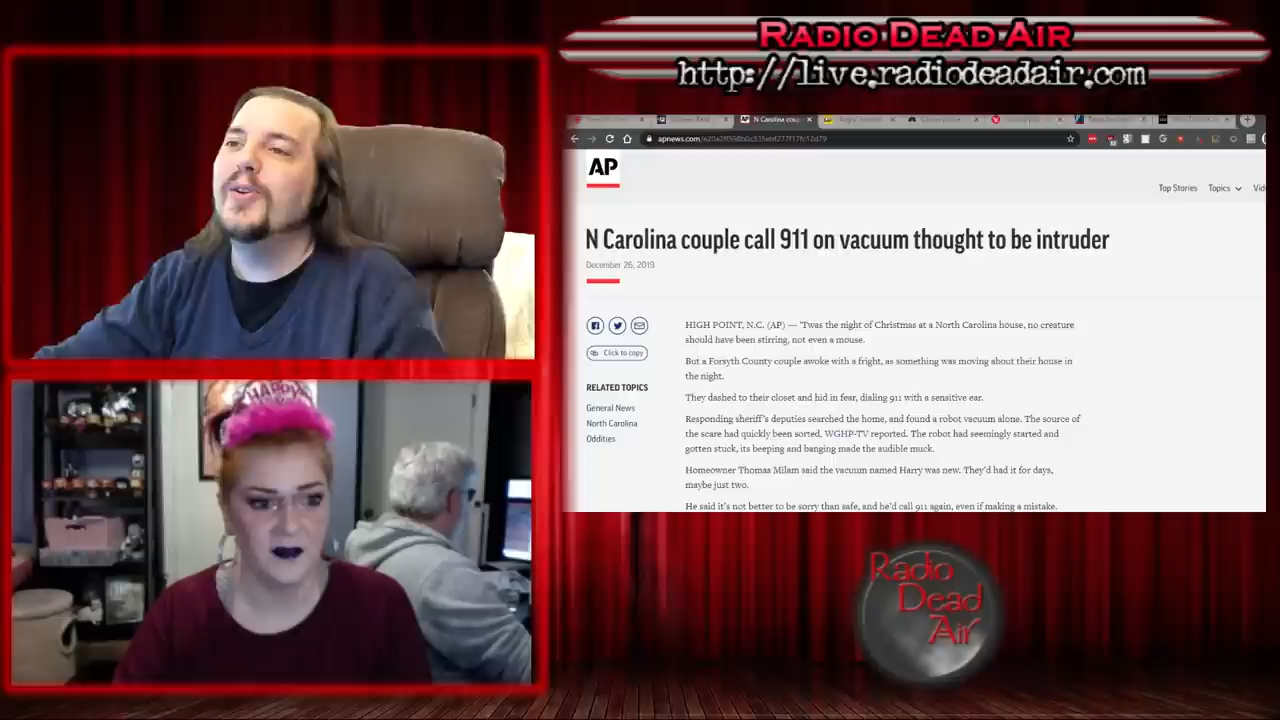 RADIO DEAD AIR
http://live.radiodeadair.com
N Carolina coup
apnews.com/e20a2ff598b0c335ebf277f17fc12d79
AP
Top Stories
Topics
N Carolina couple call 911 on vacuum thought to be intruder
December 26, 2019
Click to copy
RELATED TOPICS
General News
North Carolina
Oddities
HIGH POINT, N.C. (AP) — 'Twas the night of Christmas at a North Carolina house, no creature
should have been stirring, not even a mouse.
But a Forsyth County couple awoke with a fright, as something was moving about their house in
the night.
They dashed to their closet and hid in fear, dialing 911 with a sensitive ear.
Responding sheriff's deputies searched the home, and found a robot vacuum alone. The source of
the scare had quickly been sorted, WGHP-TV reported. The robot had seemingly started and
gotten stuck, its beeping and banging made the audible muck.
Homeowner Thomas Milam said the vacuum named Harry was new. They'd had it for days,
maybe just two.
He said it's not better to be sorry than safe, and he'd call 911 again, even if making a mistake.
HAPPY
Radio
Dead
Air